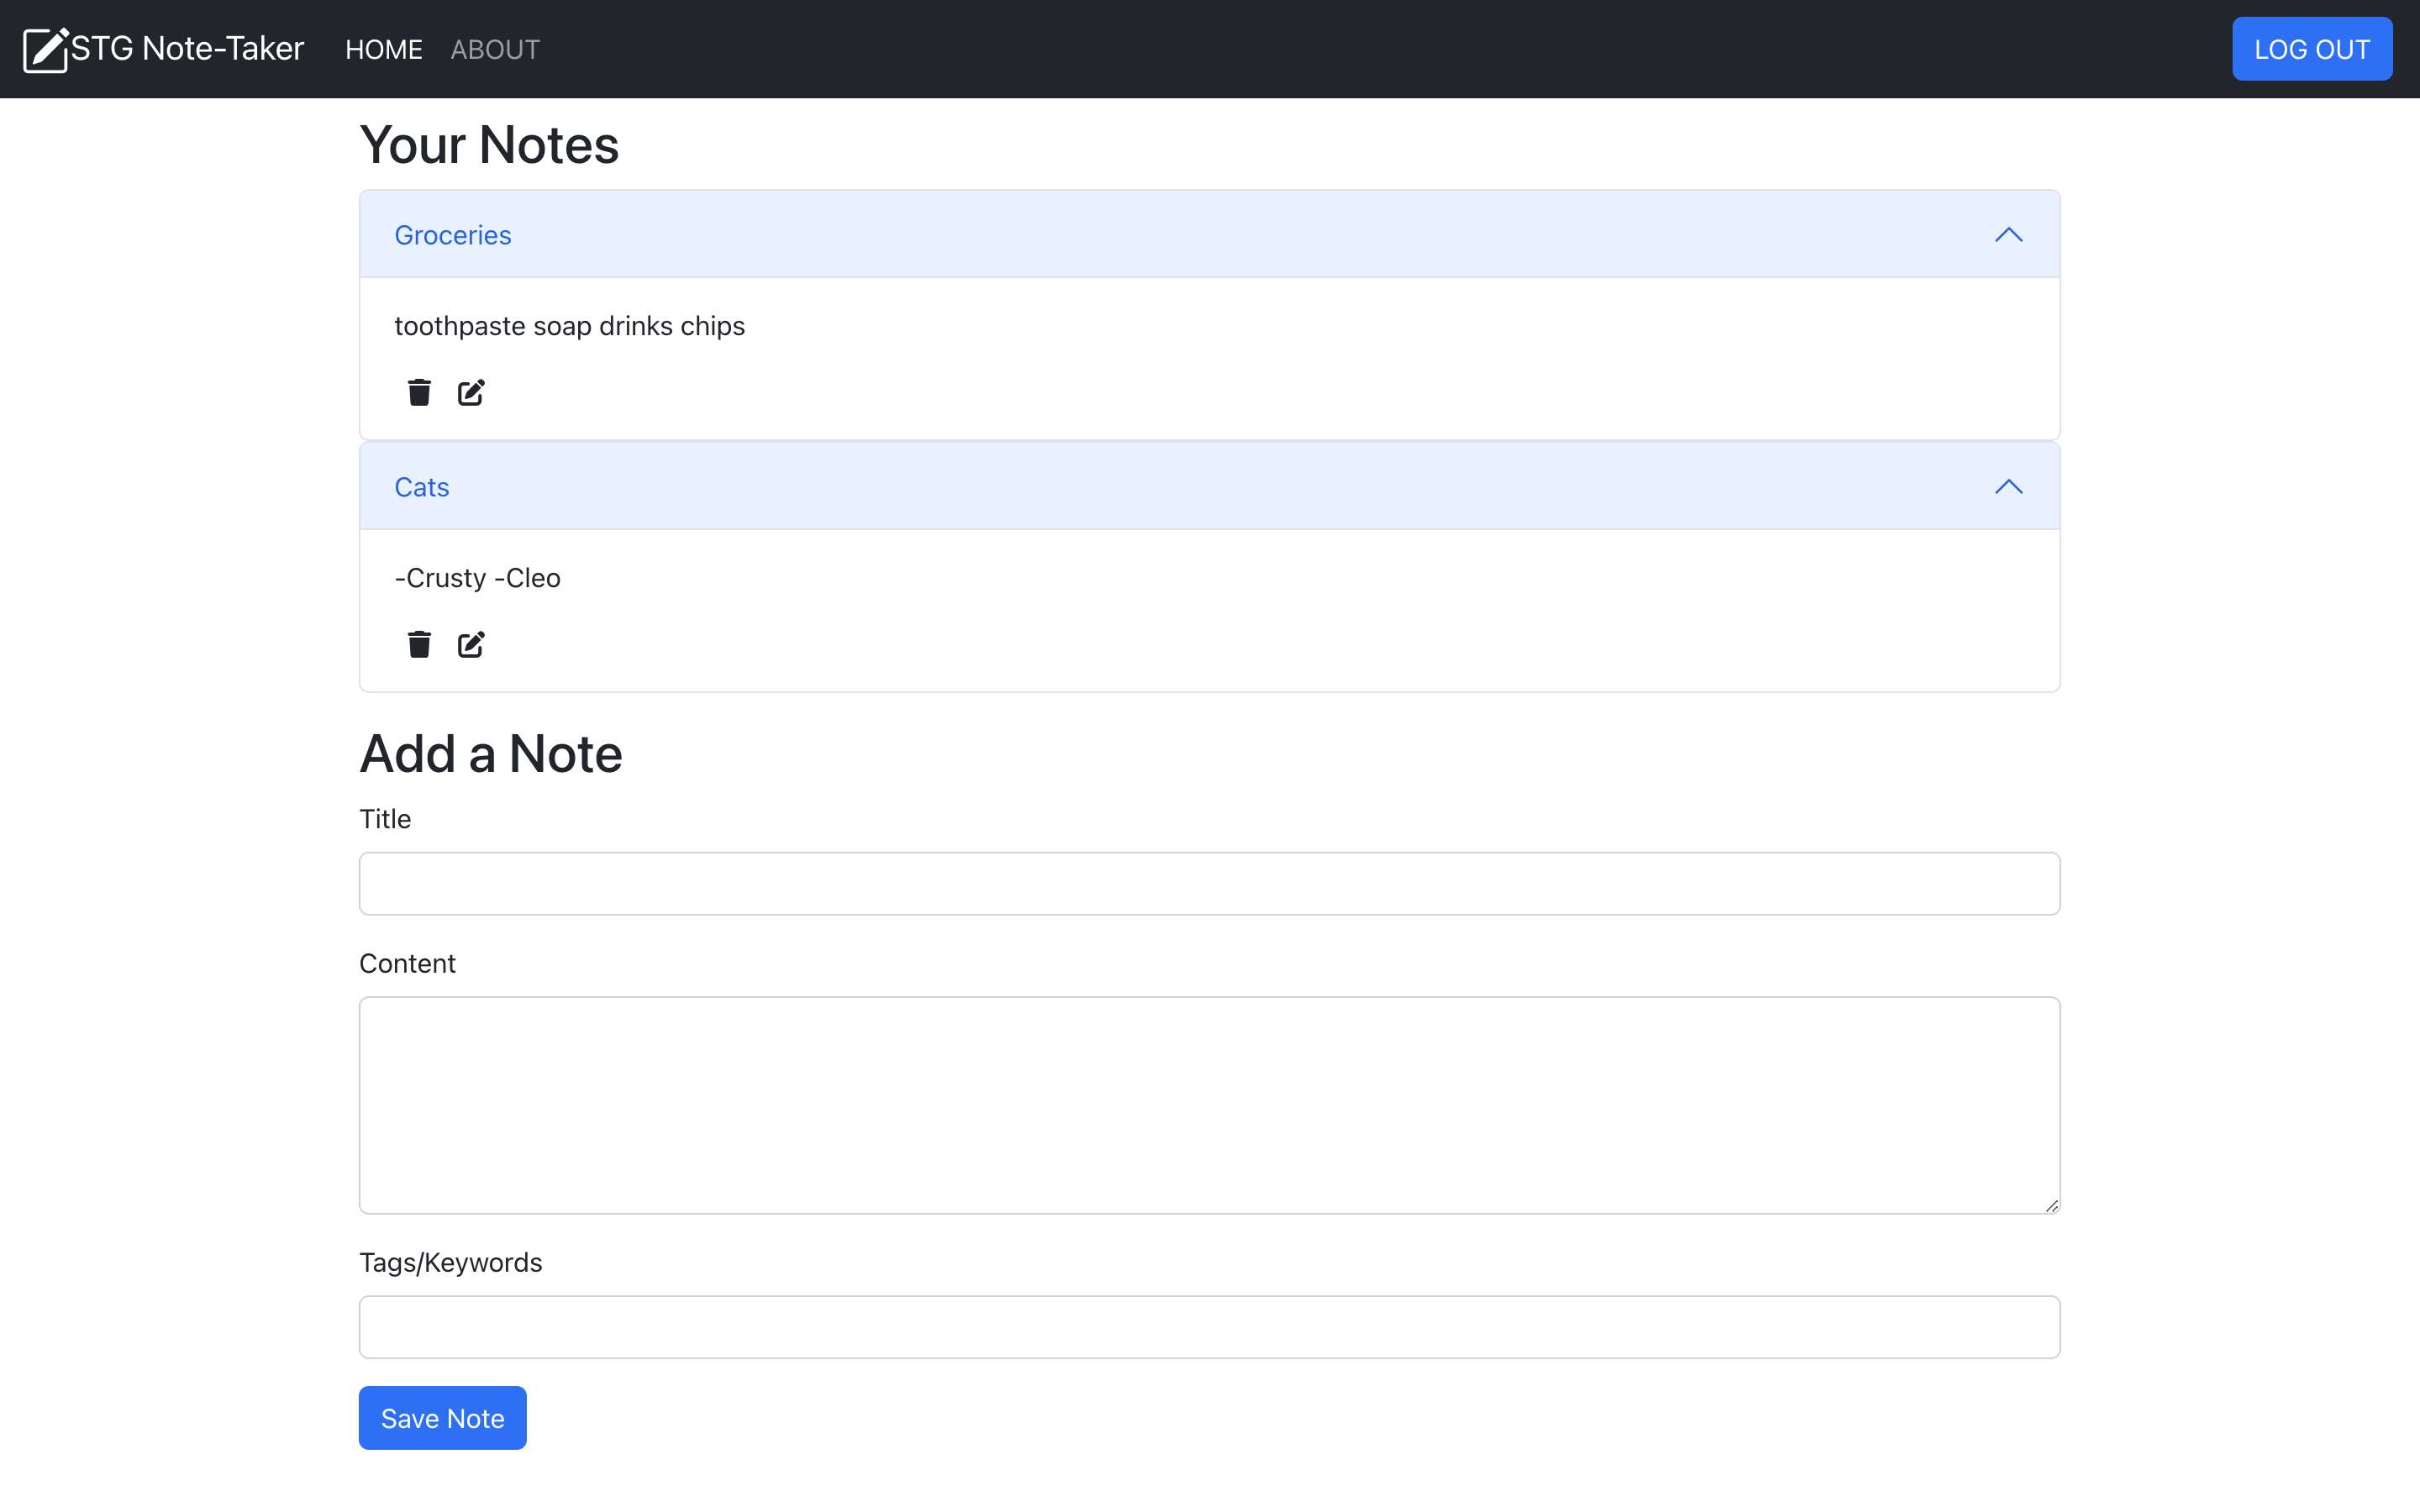 STG Note-Taker HOME ABOUT LOG OUT
Your Notes
Groceries
toothpaste soap drinks chips
Cats
-Crusty -Cleo
Add a Note
Title
Content
Tags/Keywords
Save Note